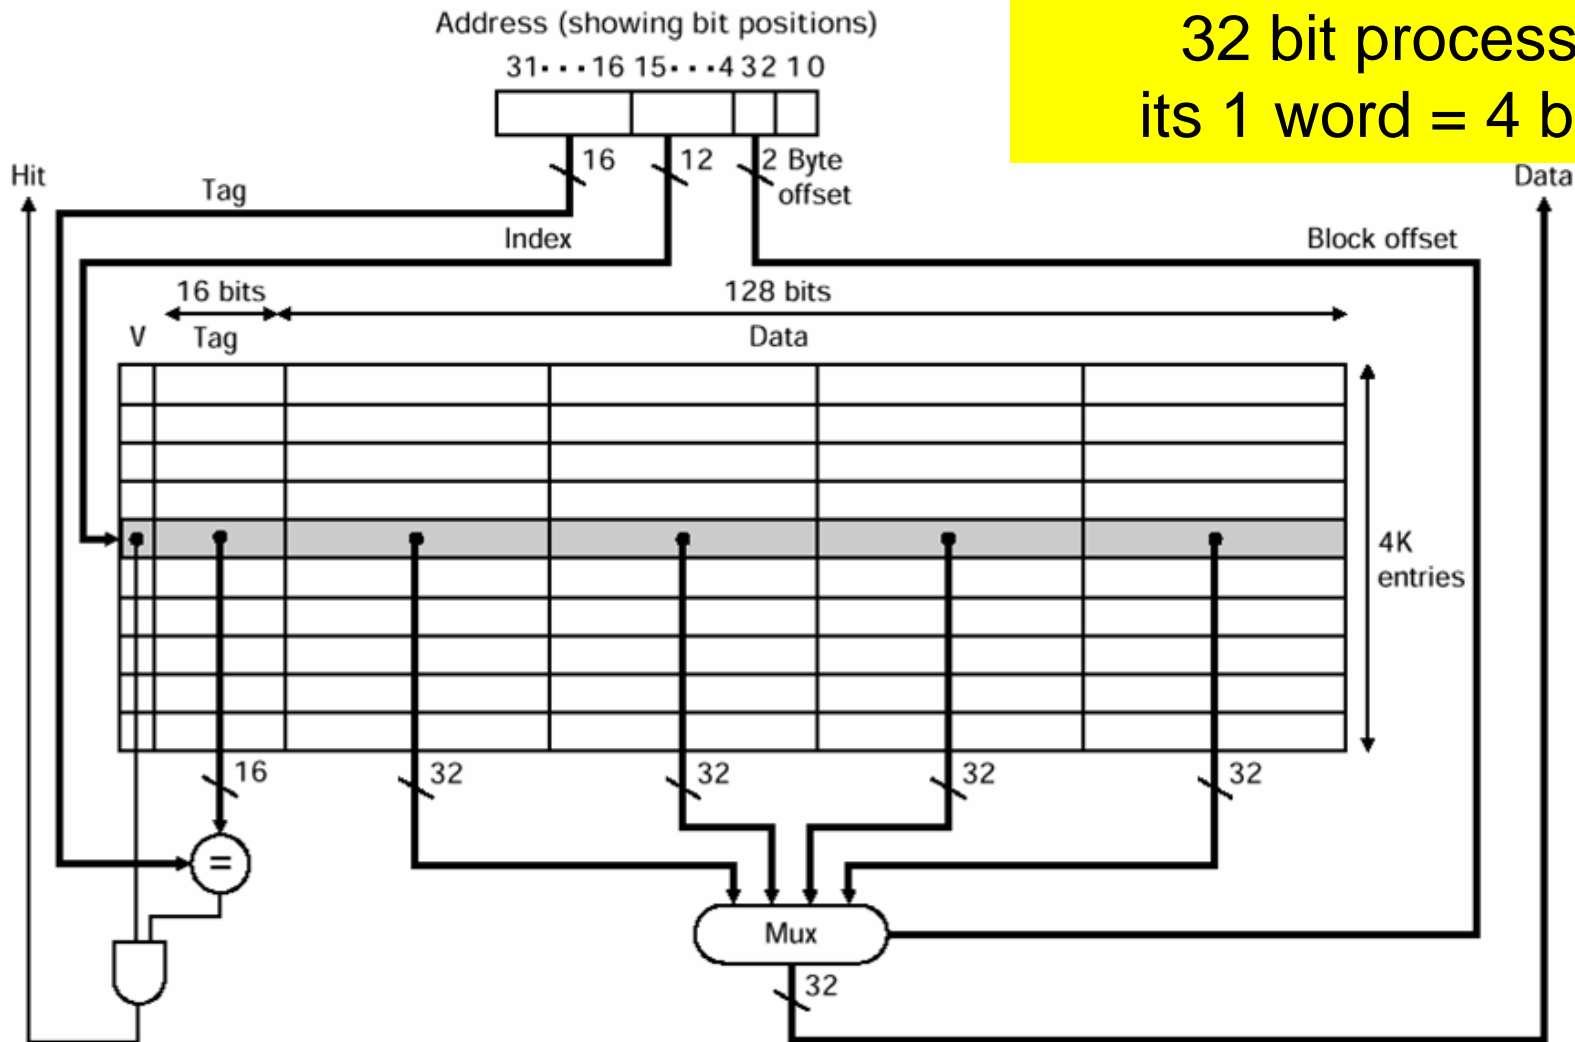 Address (showing bit positions)
31 · · · 16 15 · · · 4 3 2 1 0
32 bit process
its 1 word = 4 b
16
12
2
Byte
offset
Hit
Tag
Data
Index
Block offset
16 bits
128 bits
V
Tag
Data
4K
entries
16
32
32
32
32
=
Mux
32